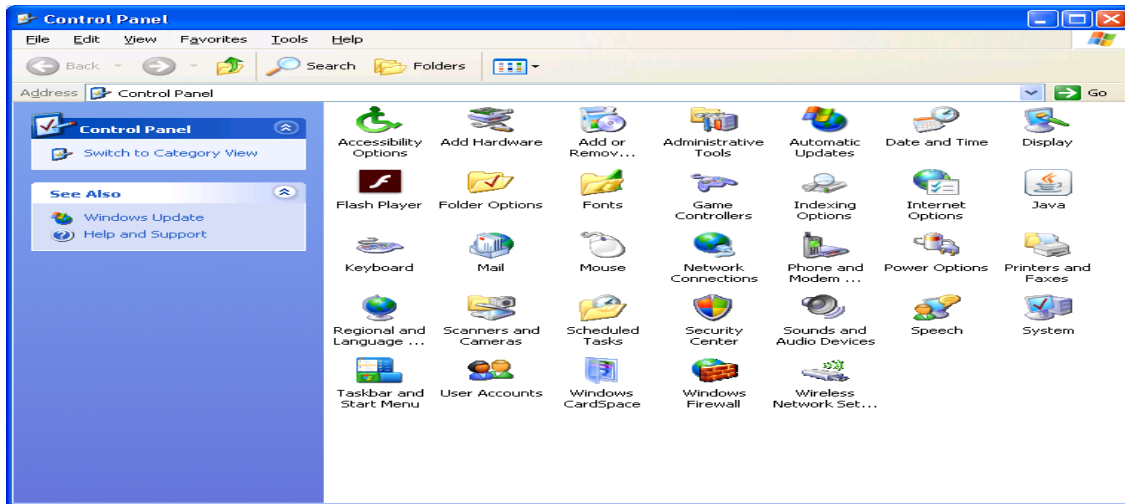 Control Panel
File Edit View Favorites Tools Help
Back Search Folders
Address Control Panel Go
Control Panel
Switch to Category View
See Also
Windows Update
Help and Support
Accessibility Options
Add Hardware
Add or Remov...
Administrative Tools
Automatic Updates
Date and Time
Display
Flash Player
Folder Options
Fonts
Game Controllers
Indexing Options
Internet Options
Java
Keyboard
Mail
Mouse
Network Connections
Phone and Modem ...
Power Options
Printers and Faxes
Regional and Language ...
Scanners and Cameras
Scheduled Tasks
Security Center
Sounds and Audio Devices
Speech
System
Taskbar and Start Menu
User Accounts
Windows CardSpace
Windows Firewall
Wireless Network Set...